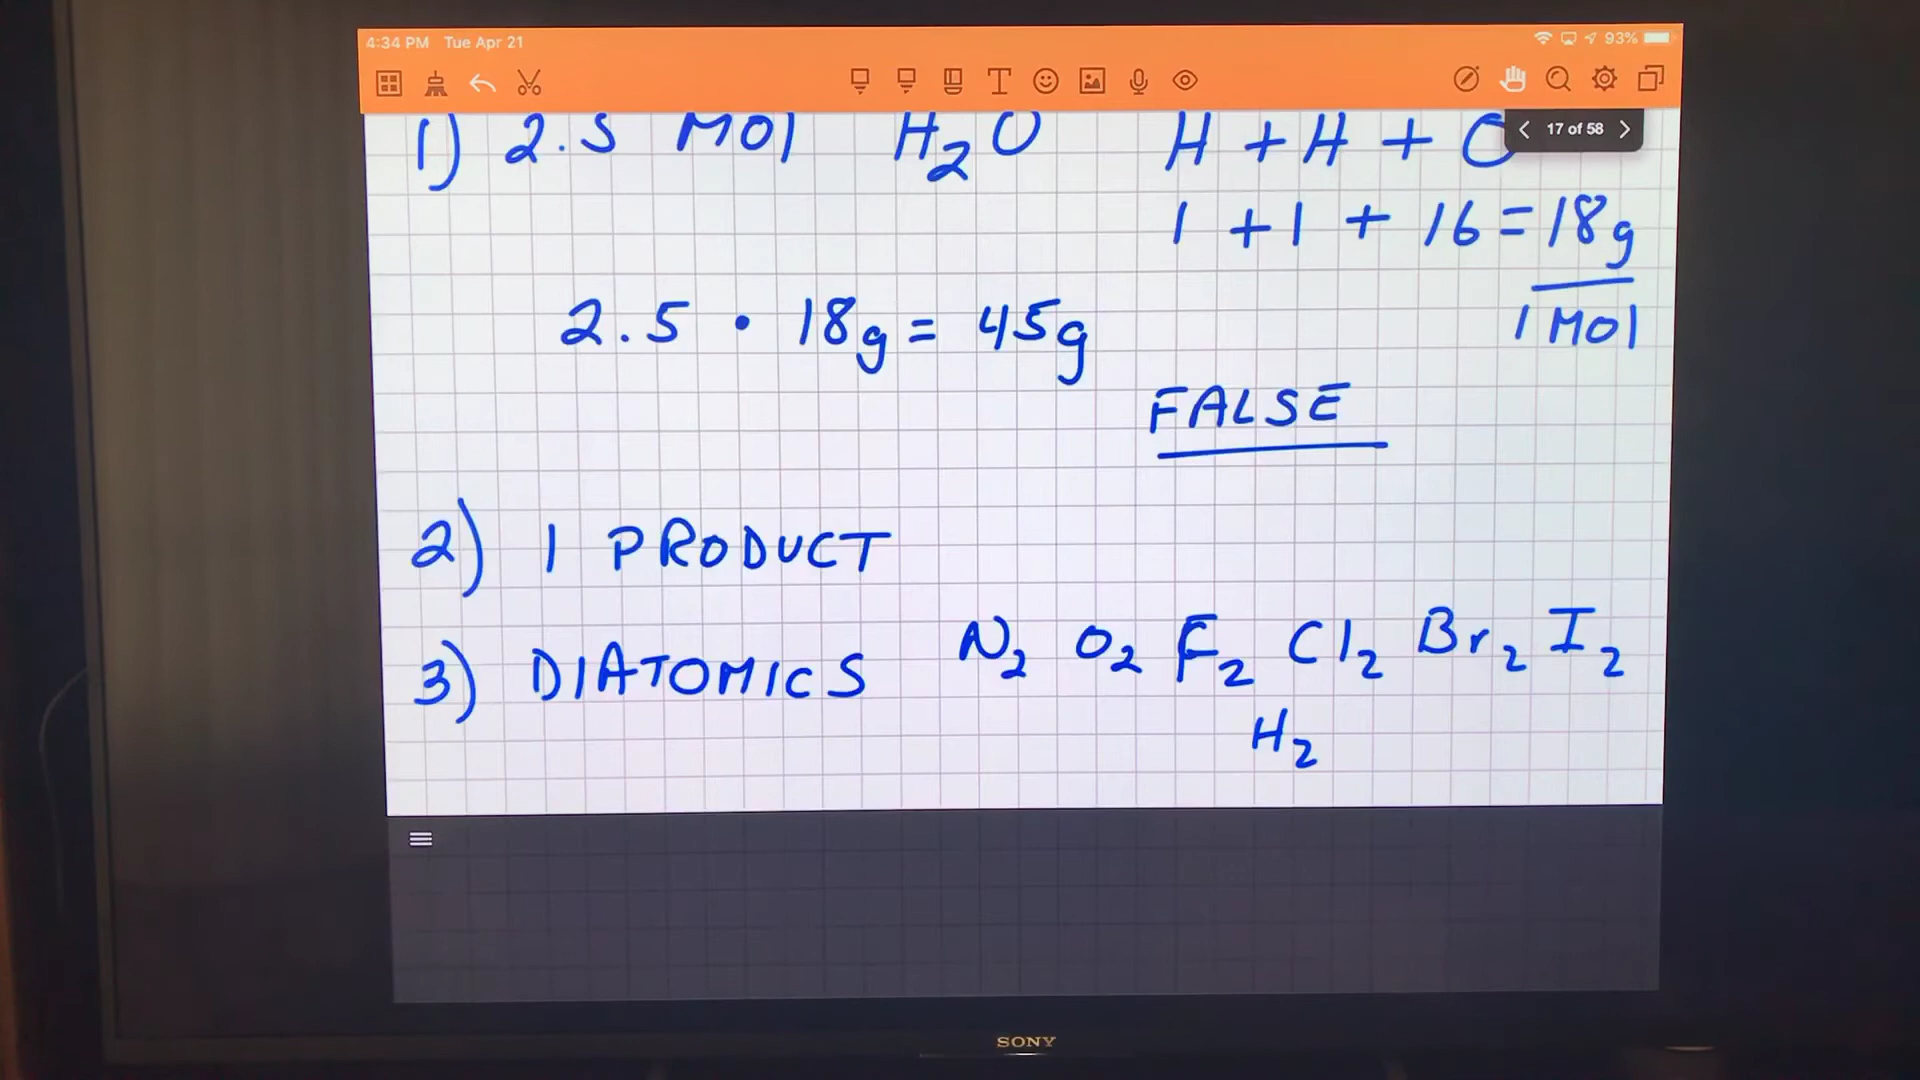 4:34 PM Tue Apr 21 93%
17 of 58
1) 2.5 MOl H₂O H + H + O
1 + 1 + 16 = 18g
1 MOl
2.5 • 18g = 45g
FALSE
2) 1 PRODUCT
3) DIATOMICS N₂ O₂ F₂ Cl₂ Br₂ I₂
H₂
SONY